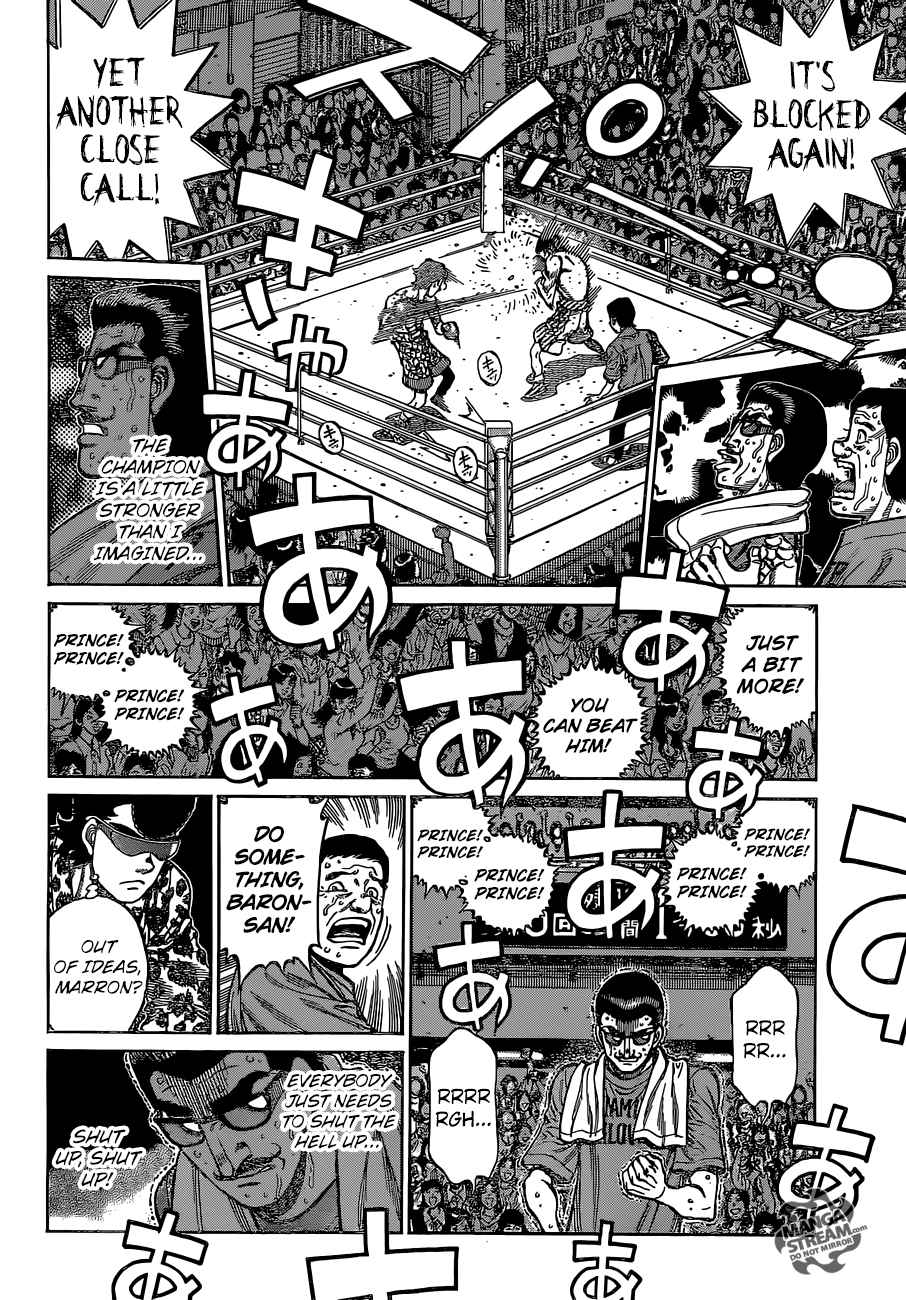 IT'S
BLOCKED
AGAIN!
YET
ANOTHER
CLOSE
CALL!
THE
CHAMPION
IS A LITTLE
STRONGER
THAN I
IMAGINED...
あ
あ
あ
あ
あ
あ
JUST
A BIT
MORE!
YOU
CAN BEAT
HIM!
PRINCE!
PRINCE!
PRINCE!
PRINCE!
PRINCE!
PRINCE!
PRINCE!
PRINCE!
PRINCE!
PRINCE!
PRINCE!
PRINCE!
あ
あ
あ
あ
RRR
RR...
RRRR
RGH...
DO
SOME-
THING,
BARON-
SAN!
OUT
OF IDEAS,
MARRON?
EVERYBODY
JUST NEEDS
TO SHUT THE
HELL UP...
SHUT
UP, SHUT
UP!
MANGA
STREAM.com
DO NOT MIRROR